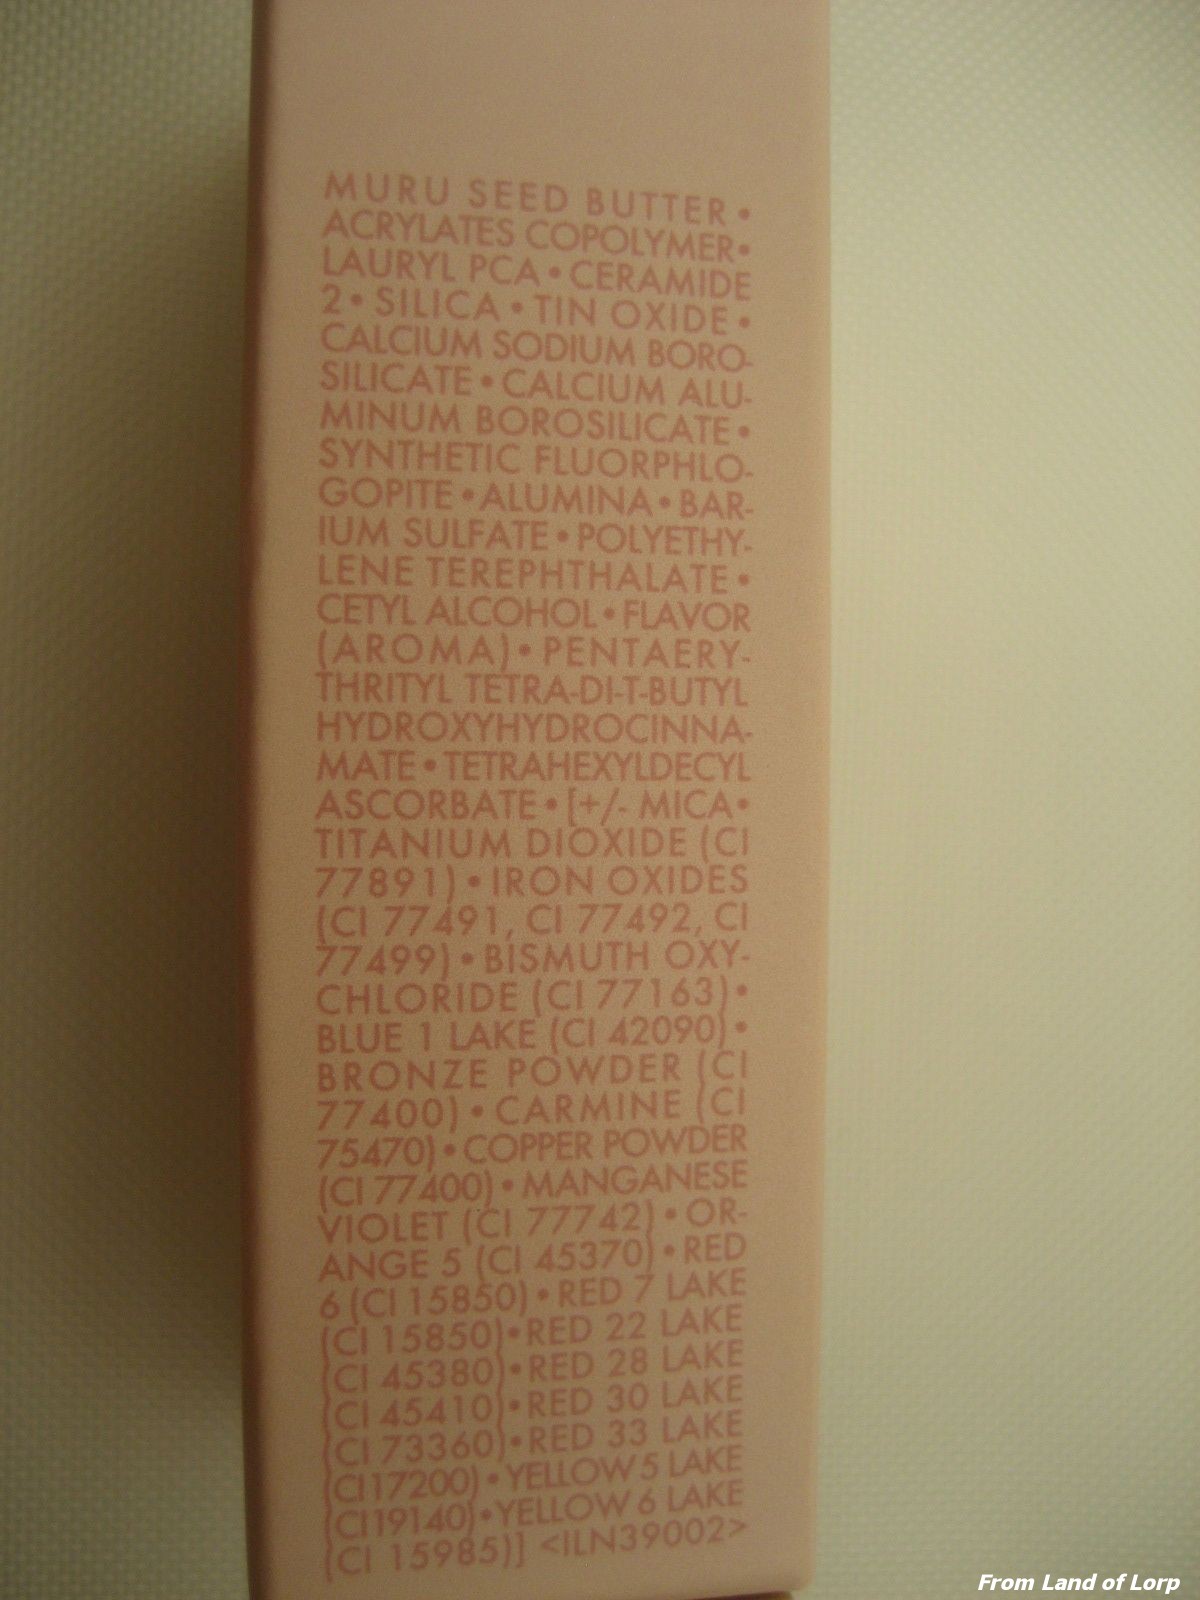 MURU SEED BUTTER •
ACRYLATES COPOLYMER•
LAURYL PCA • CERAMIDE
2 • SILICA • TIN OXIDE •
CALCIUM SODIUM BORO-
SILICATE • CALCIUM ALU-
MINUM BOROSILICATE •
SYNTHETIC FLUORPHLO-
GOPITE • ALUMINA • BAR-
IUM SULFATE • POLYETHY-
LENE TEREPHTHALATE •
CETYL ALCOHOL • FLAVOR
(AROMA) • PENTAERY-
THRITYL TETRA-DI-T-BUTYL
HYDROXYHYDROCINNA-
MATE • TETRAHEXYLDECYL
ASCORBATE • [+/- MICA•
TITANIUM DIOXIDE (CI
77891) • IRON OXIDES
(CI 77491, CI 77492, CI
77499) • BISMUTH OXY-
CHLORIDE (CI 77163) •
BLUE 1 LAKE (CI 42090) •
BRONZE POWDER (CI
77400) • CARMINE (CI
75470) • COPPER POWDER
(CI 77400) • MANGANESE
VIOLET (CI 77742) • OR-
ANGE 5 (CI 45370) • RED
6 (CI 15850) • RED 7 LAKE
(CI 15850)•RED 22 LAKE
(CI 45380)•RED 28 LAKE
(CI 45410)•RED 30 LAKE
(CI 73360)•RED 33 LAKE
(CI17200)•YELLOW 5 LAKE
(CI19140)•YELLOW 6 LAKE
(CI 15985)] <ILN39002>
From Land of Lorp